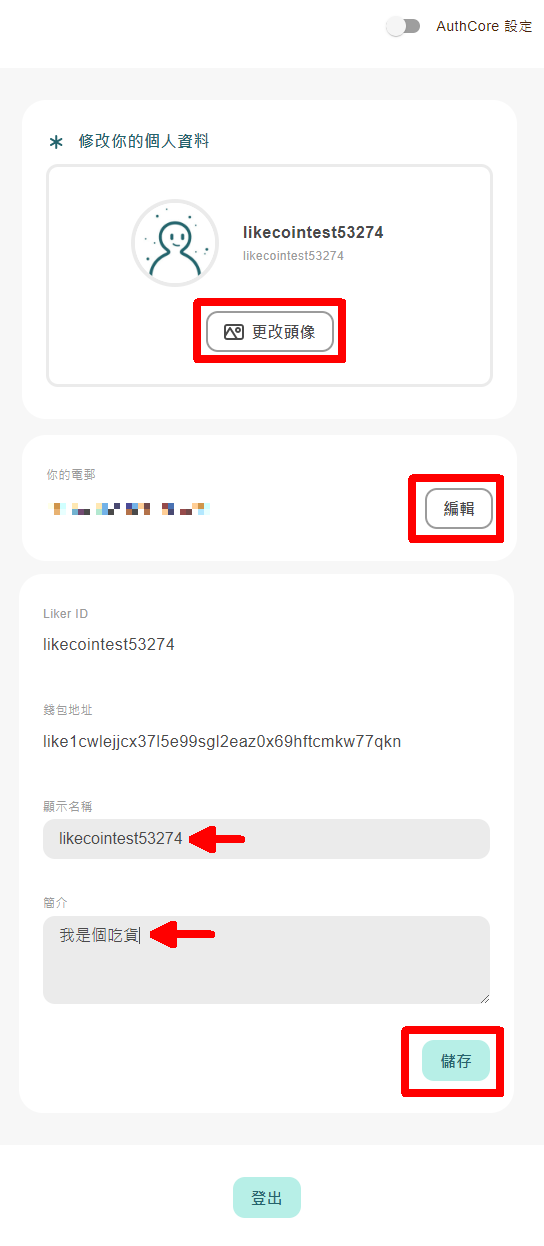 AuthCore 設定
修改你的個人資料
likecointest53274
likecointest53274
更改頭像
你的電郵
編輯
Liker ID
likecointest53274
錢包地址
like1cwlejjcx37l5e99sgl2eaz0x69hftcmkw77qkn
顯示名稱
likecointest53274
簡介
我是個吃貨
儲存
登出